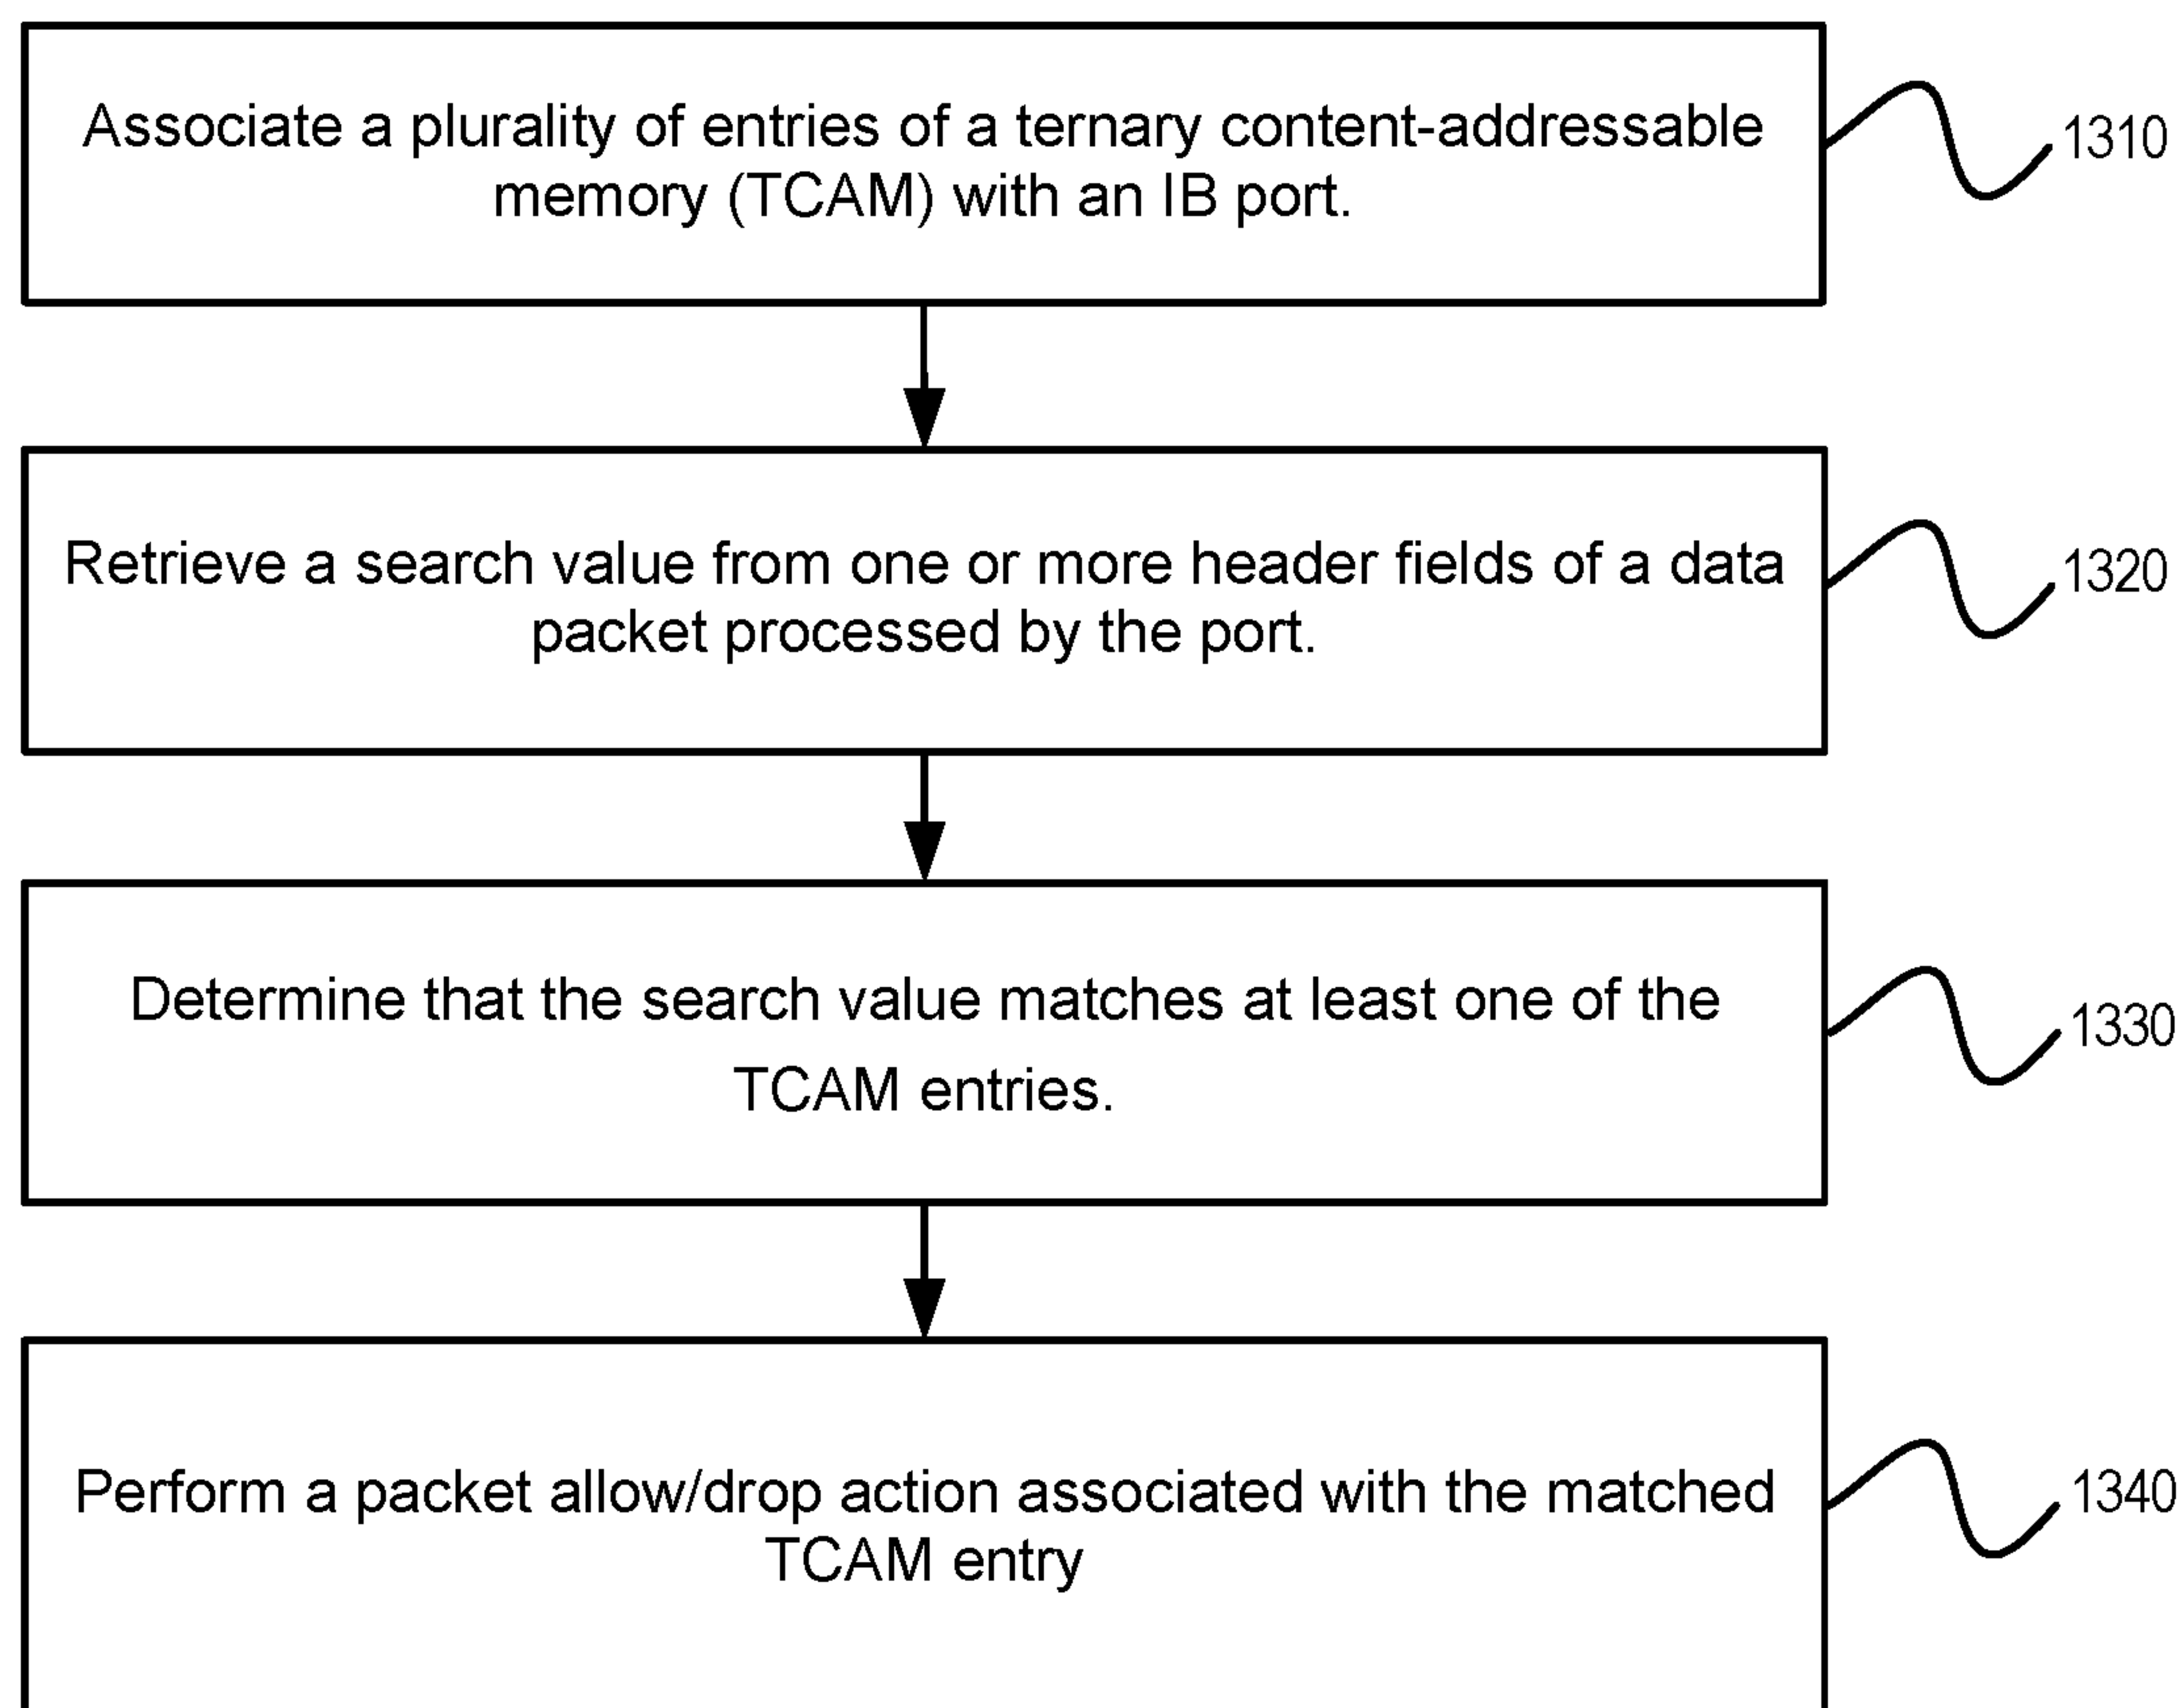 Associate a plurality of entries of a ternary content-addressable
memory (TCAM) with an IB port.
1310
Retrieve a search value from one or more header fields of a data
packet processed by the port.
1320
Determine that the search value matches at least one of the
TCAM entries.
1330
Perform a packet allow/drop action associated with the matched
TCAM entry
1340